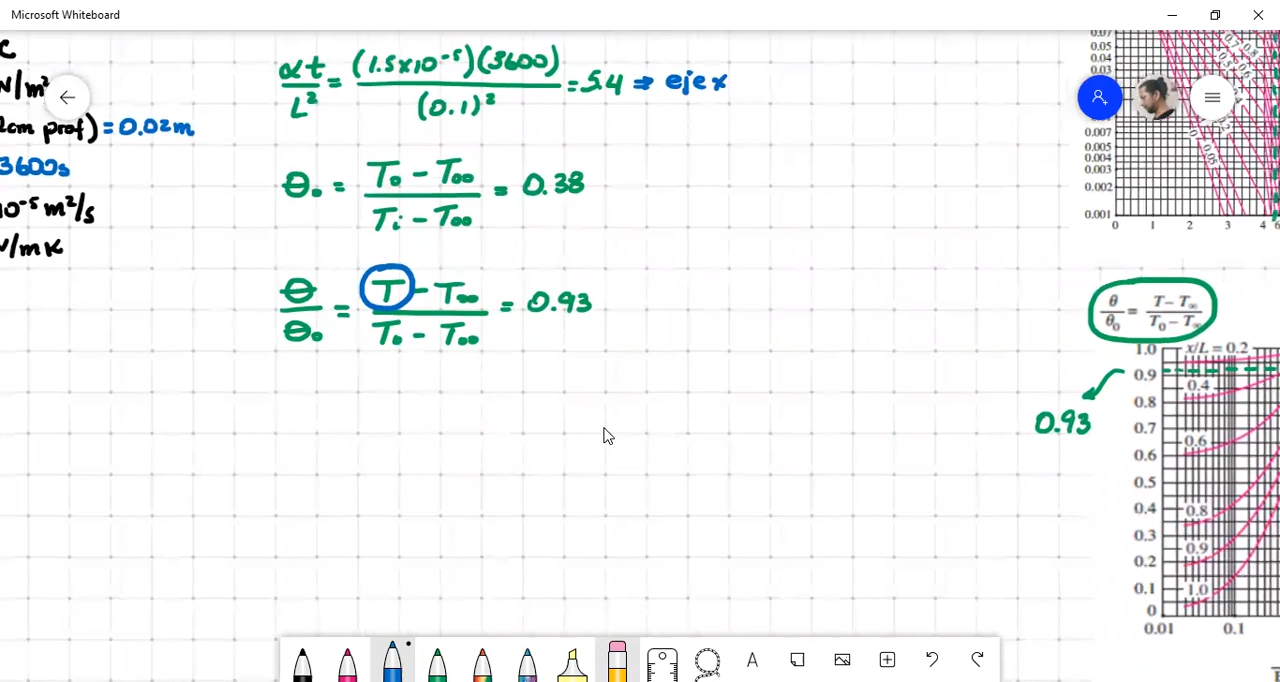 Microsoft Whiteboard
c
W/m²
2cm prof) = 0.02m
3600s
10⁻⁵ m²/s
W/mK
αt/L² = (1.5x10⁻⁵)(3600)/(0.1)² = 5.4 ⇒ eje x
θ₀ = (T₀ - T∞)/(Ti - T∞) = 0.38
θ/θ₀ = (T - T∞)/(T₀ - T∞) = 0.93
0.07
0.05
0.04
0.03
0.007
0.005
0.004
0.003
0.002
0.001
0 1 2 3 4 6
θ/θ₀ = (T - T∞)/(T₀ - T∞)
x/L = 0.2
0.4
0.6
0.8
0.9
1.0
1.0
0.9
0.8
0.7
0.6
0.5
0.4
0.3
0.2
0.1
0
0.01 0.1
0.93